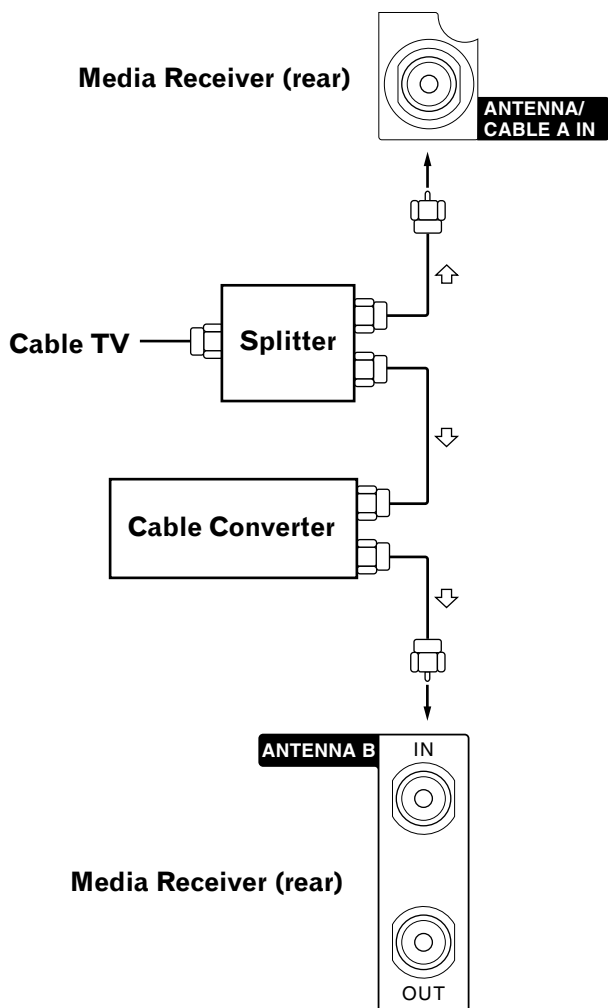 Media Receiver (rear)
ANTENNA/
CABLE A IN
Cable TV
Splitter
Cable Converter
ANTENNA B
IN
Media Receiver (rear)
OUT